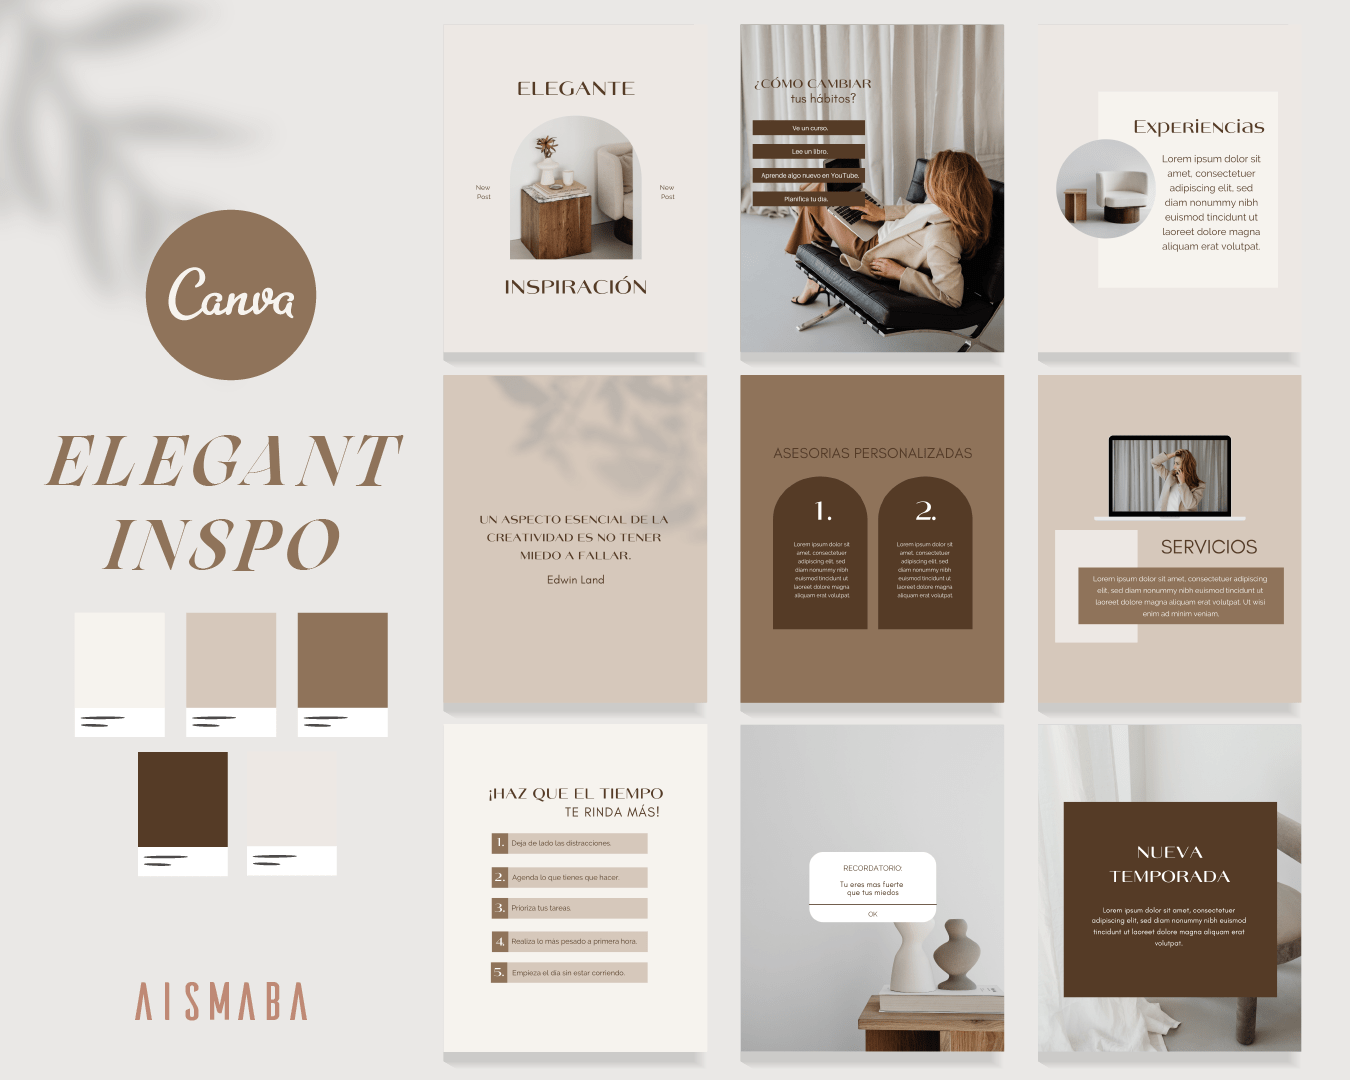 Canva
ELEGANT
INSPO
AISMABA
ELEGANTE
New
Post
New
Post
INSPIRACIÓN
¿CÓMO CAMBIAR
tus hábitos?
Ve un curso.
Lee un libro.
Aprende algo nuevo en YouTube.
Planifica tu día.
Experiencias
Lorem ipsum dolor sit
amet, consectetuer
adipiscing elit, sed
diam nonummy nibh
euismod tincidunt ut
laoreet dolore magna
aliquam erat volutpat.
UN ASPECTO ESENCIAL DE LA
CREATIVIDAD ES NO TENER
MIEDO A FALLAR.
Edwin Land
ASESORIAS PERSONALIZADAS
1.
Lorem ipsum dolor sit
amet, consectetuer
adipiscing elit, sed
diam nonummy nibh
euismod tincidunt ut
laoreet dolore magna
aliquam erat volutpat.
2.
Lorem ipsum dolor sit
amet, consectetuer
adipiscing elit, sed
diam nonummy nibh
euismod tincidunt ut
laoreet dolore magna
aliquam erat volutpat.
SERVICIOS
Lorem ipsum dolor sit amet, consectetuer adipiscing
elit, sed diam nonummy nibh euismod tincidunt ut
laoreet dolore magna aliquam erat volutpat. Ut wisi
enim ad minim veniam.
¡HAZ QUE EL TIEMPO
TE RINDA MÁS!
1. Deja de lado las distracciones.
2. Agenda lo que tienes que hacer.
3. Prioriza tus tareas.
4. Realiza lo más pesado a primera hora.
5. Empieza el día sin estar corriendo.
RECORDATORIO:
Tu eres mas fuerte
que tus miedos
OK
NUEVA
TEMPORADA
Lorem ipsum dolor sit amet, consectetuer
adipiscing elit, sed diam nonummy nibh euismod
tincidunt ut laoreet dolore magna aliquam erat
volutpat.